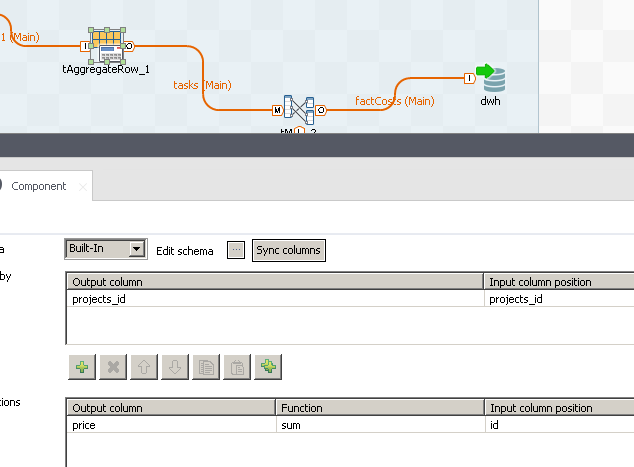 1 (Main)
I
O
tAggregateRow_1
tasks (Main)
M
O
factCosts (Main)
I
dwh
Component
a
Built-In
Edit schema
...
Sync columns
by
Output column
Input column position
projects_id
projects_id
tions
Output column
Function
Input column position
price
sum
id